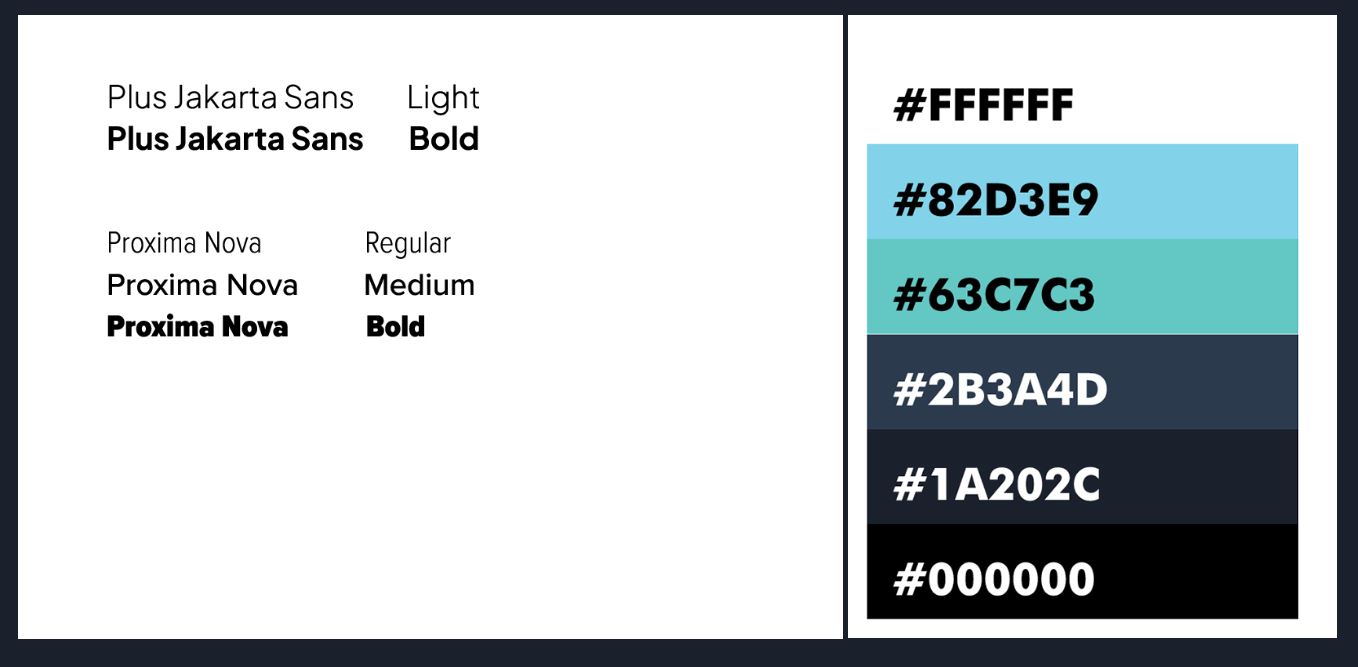 Plus Jakarta Sans Light
Plus Jakarta Sans Bold
Proxima Nova Regular
Proxima Nova Medium
Proxima Nova Bold
#FFFFFF
#82D3E9
#63C7C3
#2B3A4D
#1A202C
#000000